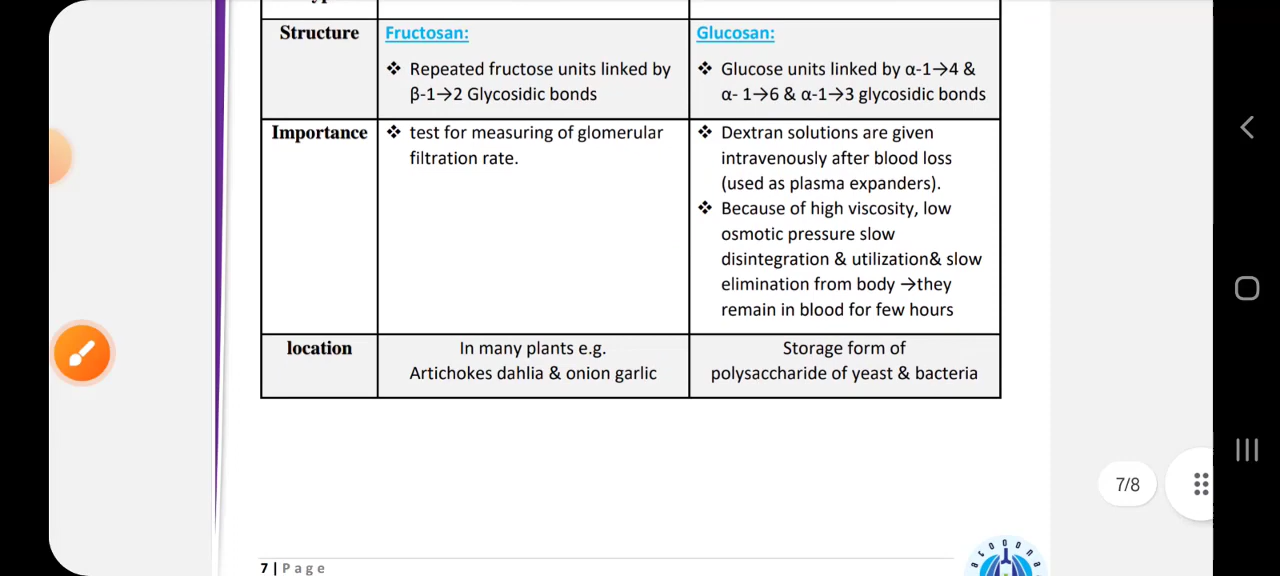 Structure
Fructosan:
❖ Repeated fructose units linked by
β-1→2 Glycosidic bonds
Glucosan:
❖ Glucose units linked by α-1→4 &
α- 1→6 & α-1→3 glycosidic bonds
Importance
❖ test for measuring of glomerular
filtration rate.
❖ Dextran solutions are given
intravenously after blood loss
(used as plasma expanders).
❖ Because of high viscosity, low
osmotic pressure slow
disintegration & utilization& slow
elimination from body →they
remain in blood for few hours
location
In many plants e.g.
Artichokes dahlia & onion garlic
Storage form of
polysaccharide of yeast & bacteria
7/8
7 | Page